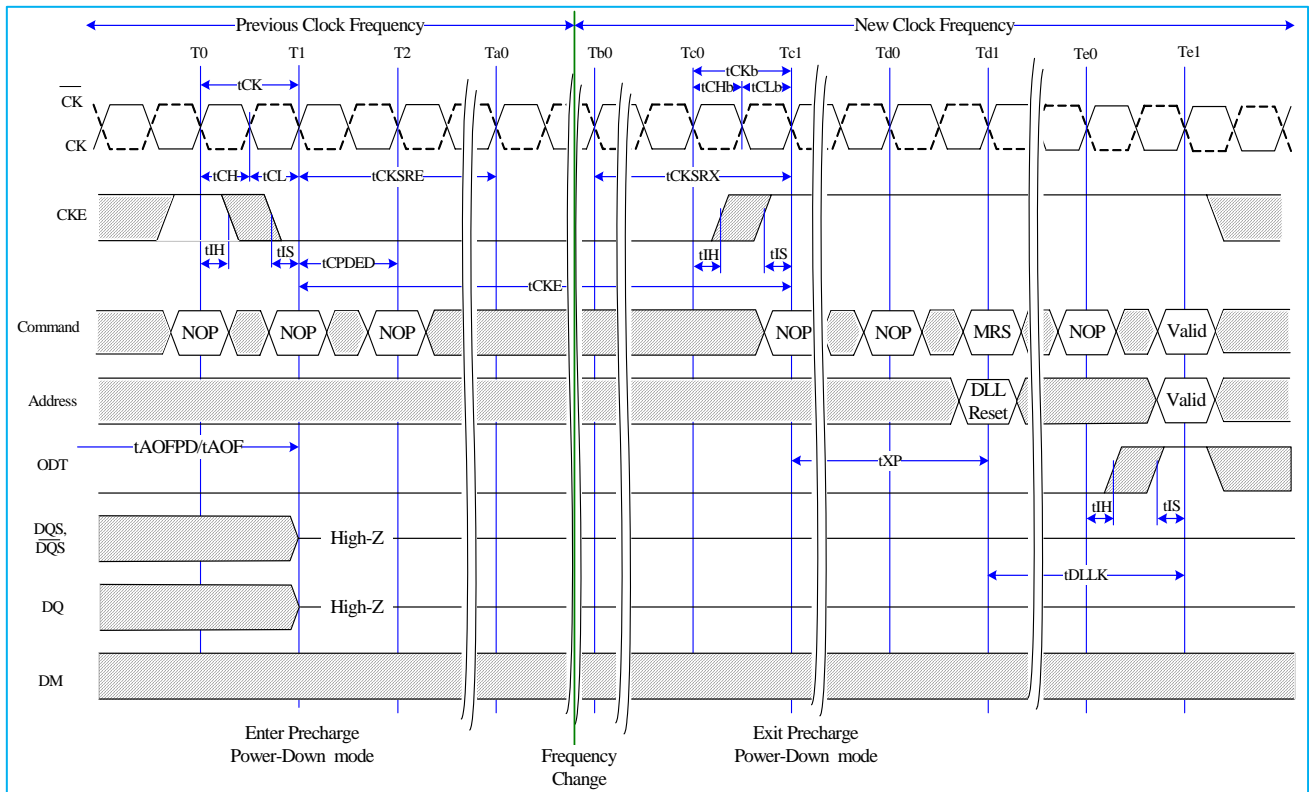 Previous Clock Frequency New Clock Frequency
T0 T1 T2 Ta0 Tb0 Tc0 Tc1 Td0 Td1 Te0 Te1
tCK tCKb
tCHb tCLb
CK
CK
tCH tCL tCKSRE tCKSRX
CKE
tIH tIS tCPDED tIH tIS
tCKE
Command NOP NOP NOP NOP NOP MRS NOP Valid
Address DLL Reset Valid
tAOFPD/tAOF
ODT tXP
tIH tIS
DQS,
DQS High-Z
tDLLK
DQ High-Z
DM
Enter Precharge
Power-Down mode
Frequency
Change
Exit Precharge
Power-Down mode